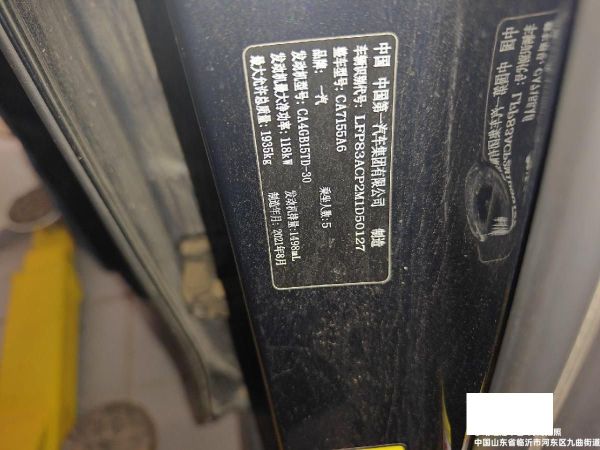 中国 中国第一汽车集团有限公司 制造
车辆识别代号: LFP83ACP2M1D50127
整车型号: CA7155A6
品牌: 一汽 乘坐人数: 5
发动机型号: CA4GB15TD-30
发动机最大净功率: 118kW 发动机排量: 1498mL
最大允许总质量: 1935kg 制造年月: 2021年8月
中国山东省临沂市河东区九曲街道